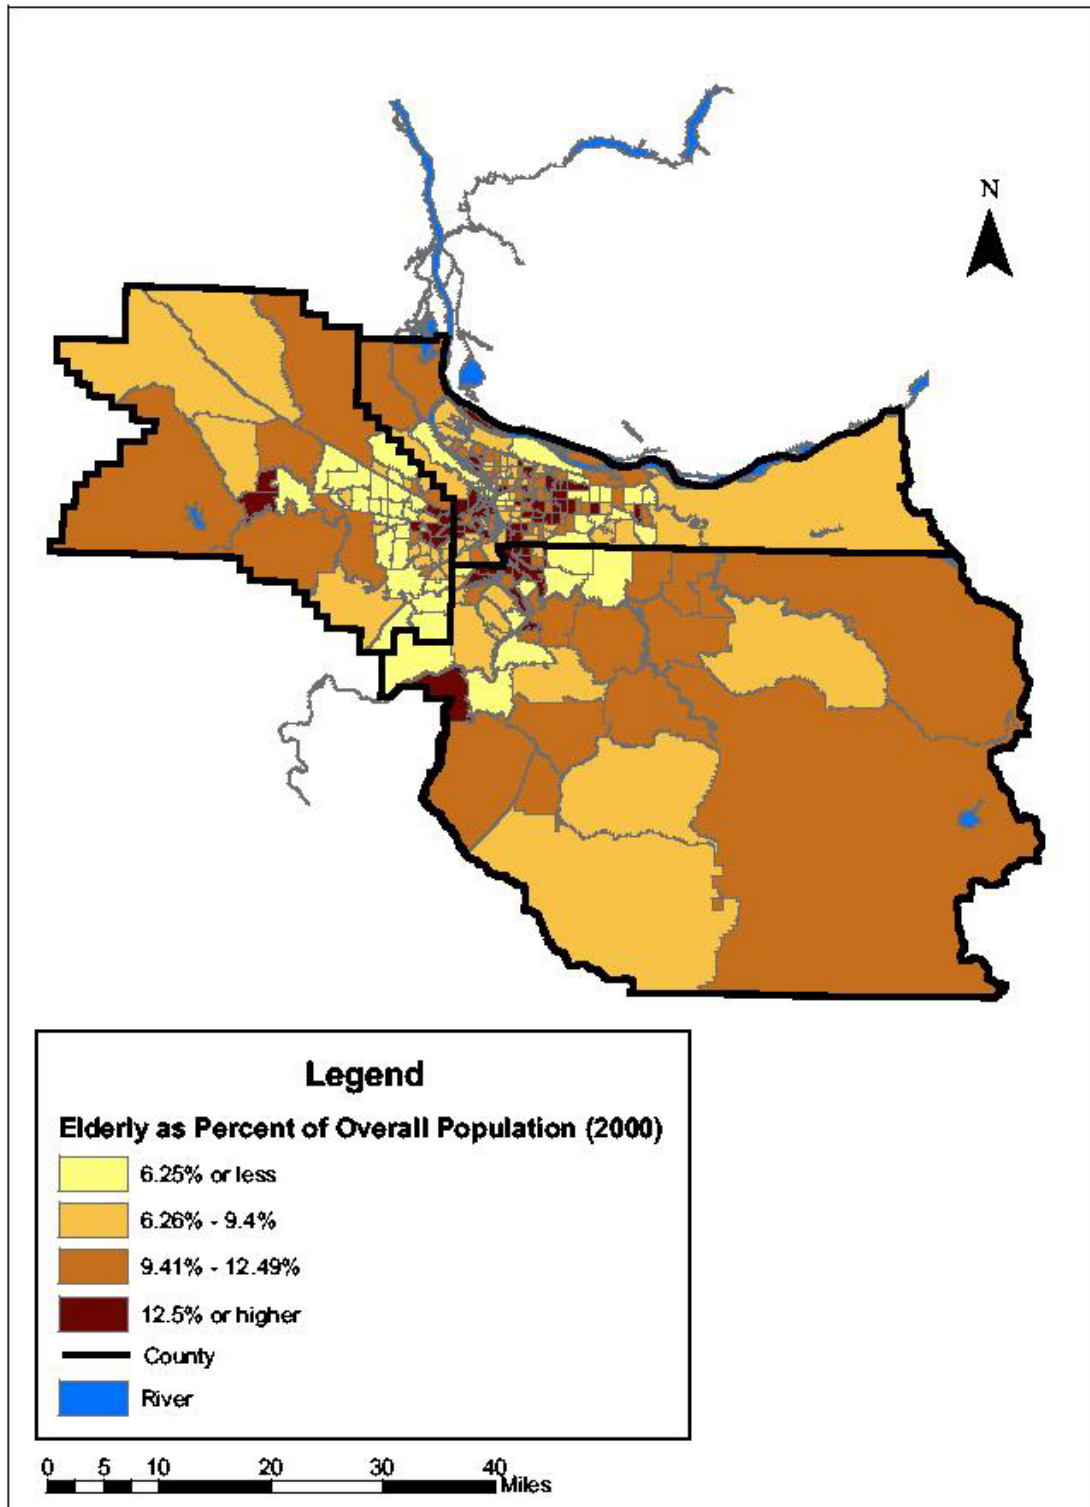 N
Legend
Elderly as Percent of Overall Population (2000)
6.25% or less
6.26% - 9.4%
9.41% - 12.49%
12.5% or higher
County
River
0 5 10 20 30 40
Miles